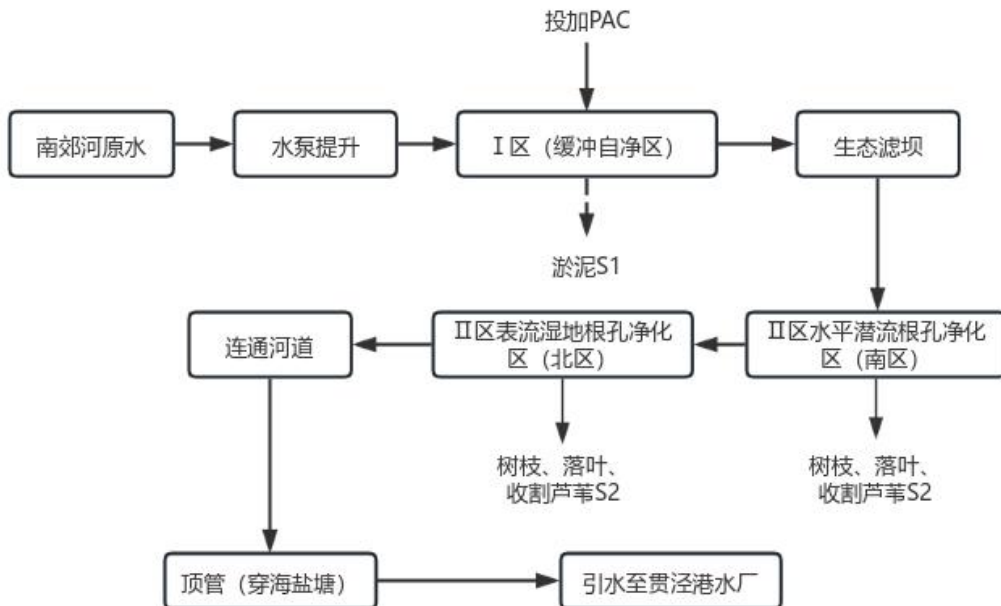 投加PAC
南郊河原水
水泵提升
Ⅰ区（缓冲自净区）
生态滤坝
淤泥S1
连通河道
Ⅱ区表流湿地根孔净化
区（北区）
Ⅱ区水平潜流根孔净化
区（南区）
树枝、落叶、
收割芦苇S2
树枝、落叶、
收割芦苇S2
顶管（穿海盐塘）
引水至贯泾港水厂